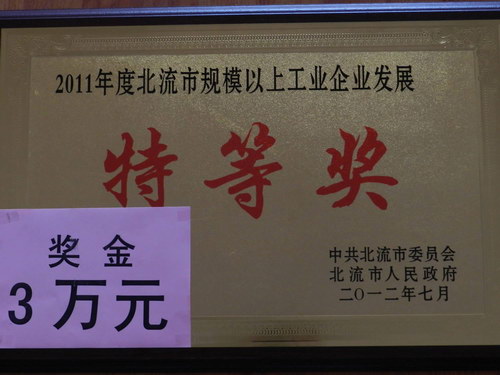 2011年度北流市规模以上工业企业发展
特等奖
奖金
3万元
中共北流市委员会
北流市人民政府
二〇一二年七月